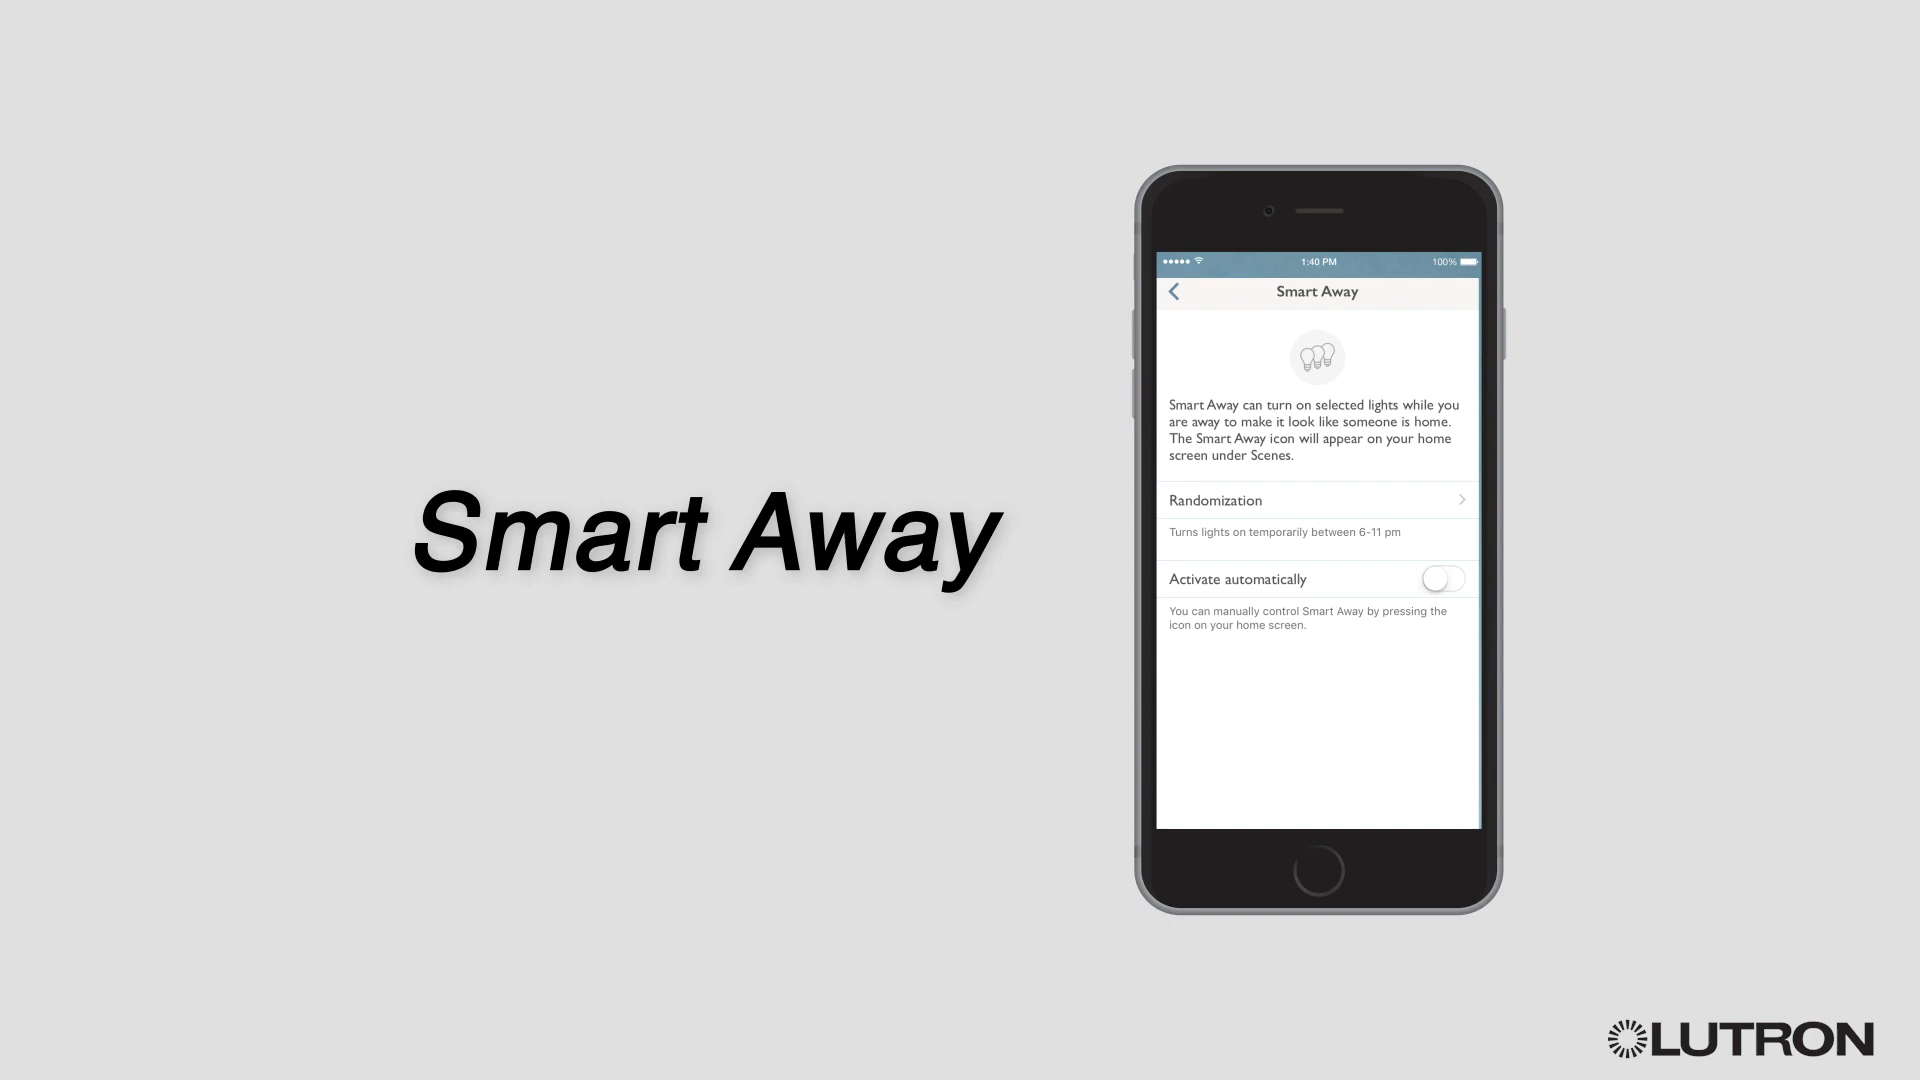 Smart Away
1:40 PM
100%
Smart Away
Smart Away can turn on selected lights while you
are away to make it look like someone is home.
The Smart Away icon will appear on your home
screen under Scenes.
Randomization
Turns lights on temporarily between 6-11 pm
Activate automatically
You can manually control Smart Away by pressing the
icon on your home screen.
LUTRON